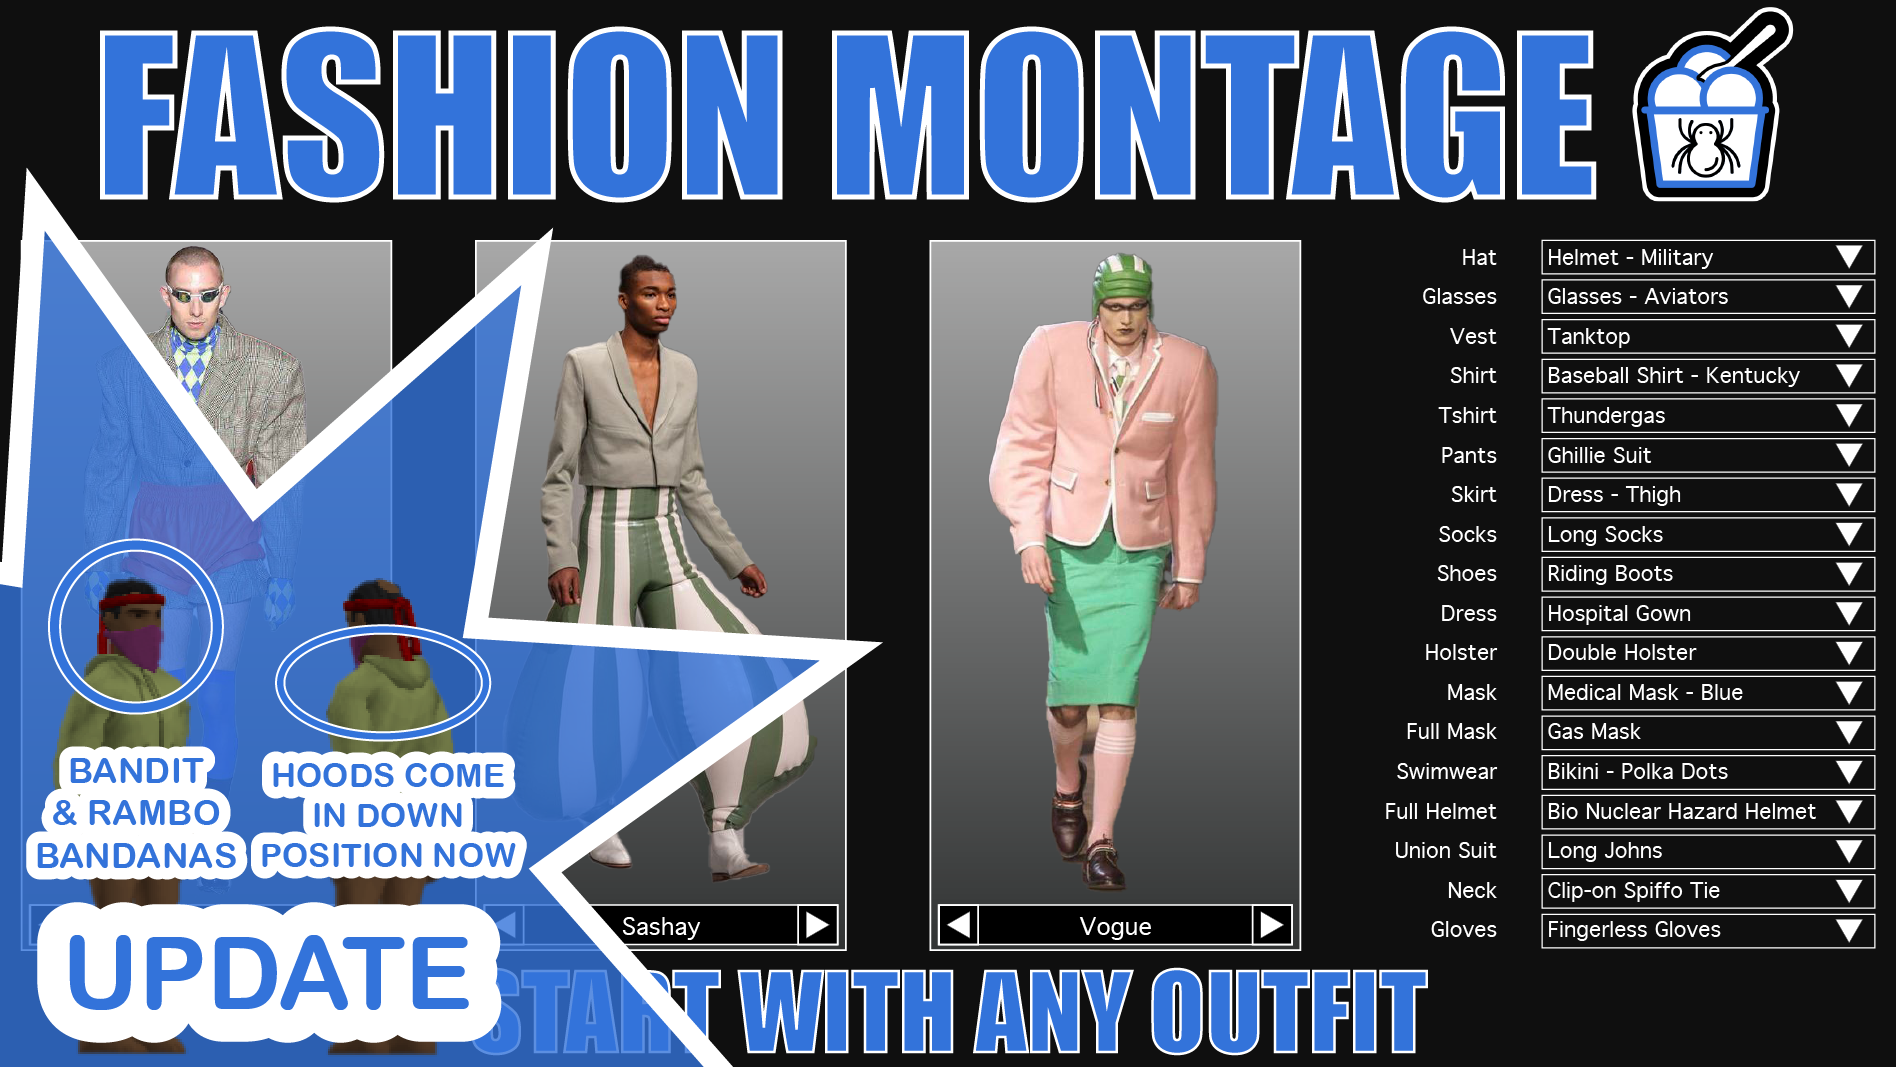 FASHION MONTAGE
Hat Helmet - Military
Glasses Glasses - Aviators
Vest Tanktop
Shirt Baseball Shirt - Kentucky
Tshirt Thundergas
Pants Ghillie Suit
Skirt Dress - Thigh
Socks Long Socks
Shoes Riding Boots
Dress Hospital Gown
Holster Double Holster
Mask Medical Mask - Blue
Full Mask Gas Mask
Swimwear Bikini - Polka Dots
Full Helmet Bio Nuclear Hazard Helmet
Union Suit Long Johns
Neck Clip-on Spiffo Tie
Gloves Fingerless Gloves
BANDIT
& RAMBO
BANDANAS
HOODS COME
IN DOWN
POSITION NOW
UPDATE
Sashay
Vogue
START WITH ANY OUTFIT